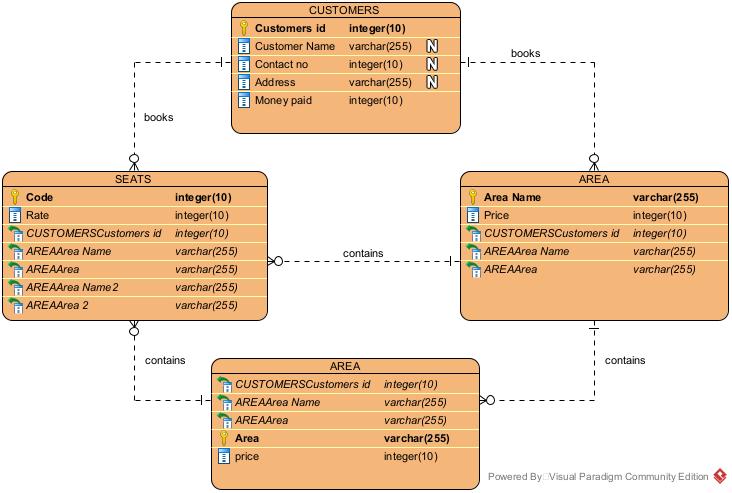 CUSTOMERS
Customers id integer(10)
Customer Name varchar(255) N
Contact no integer(10) N
Address varchar(255) N
Money paid integer(10)
books
books
SEATS
Code integer(10)
Rate integer(10)
CUSTOMERSCustomers id integer(10)
AREAArea Name varchar(255)
AREAArea varchar(255)
AREAArea Name2 varchar(255)
AREAArea 2 varchar(255)
AREA
Area Name varchar(255)
Price integer(10)
CUSTOMERSCustomers id integer(10)
AREAArea Name varchar(255)
AREAArea varchar(255)
contains
contains
contains
AREA
CUSTOMERSCustomers id integer(10)
AREAArea Name varchar(255)
AREAArea varchar(255)
Area varchar(255)
price integer(10)
Powered By Visual Paradigm Community Edition